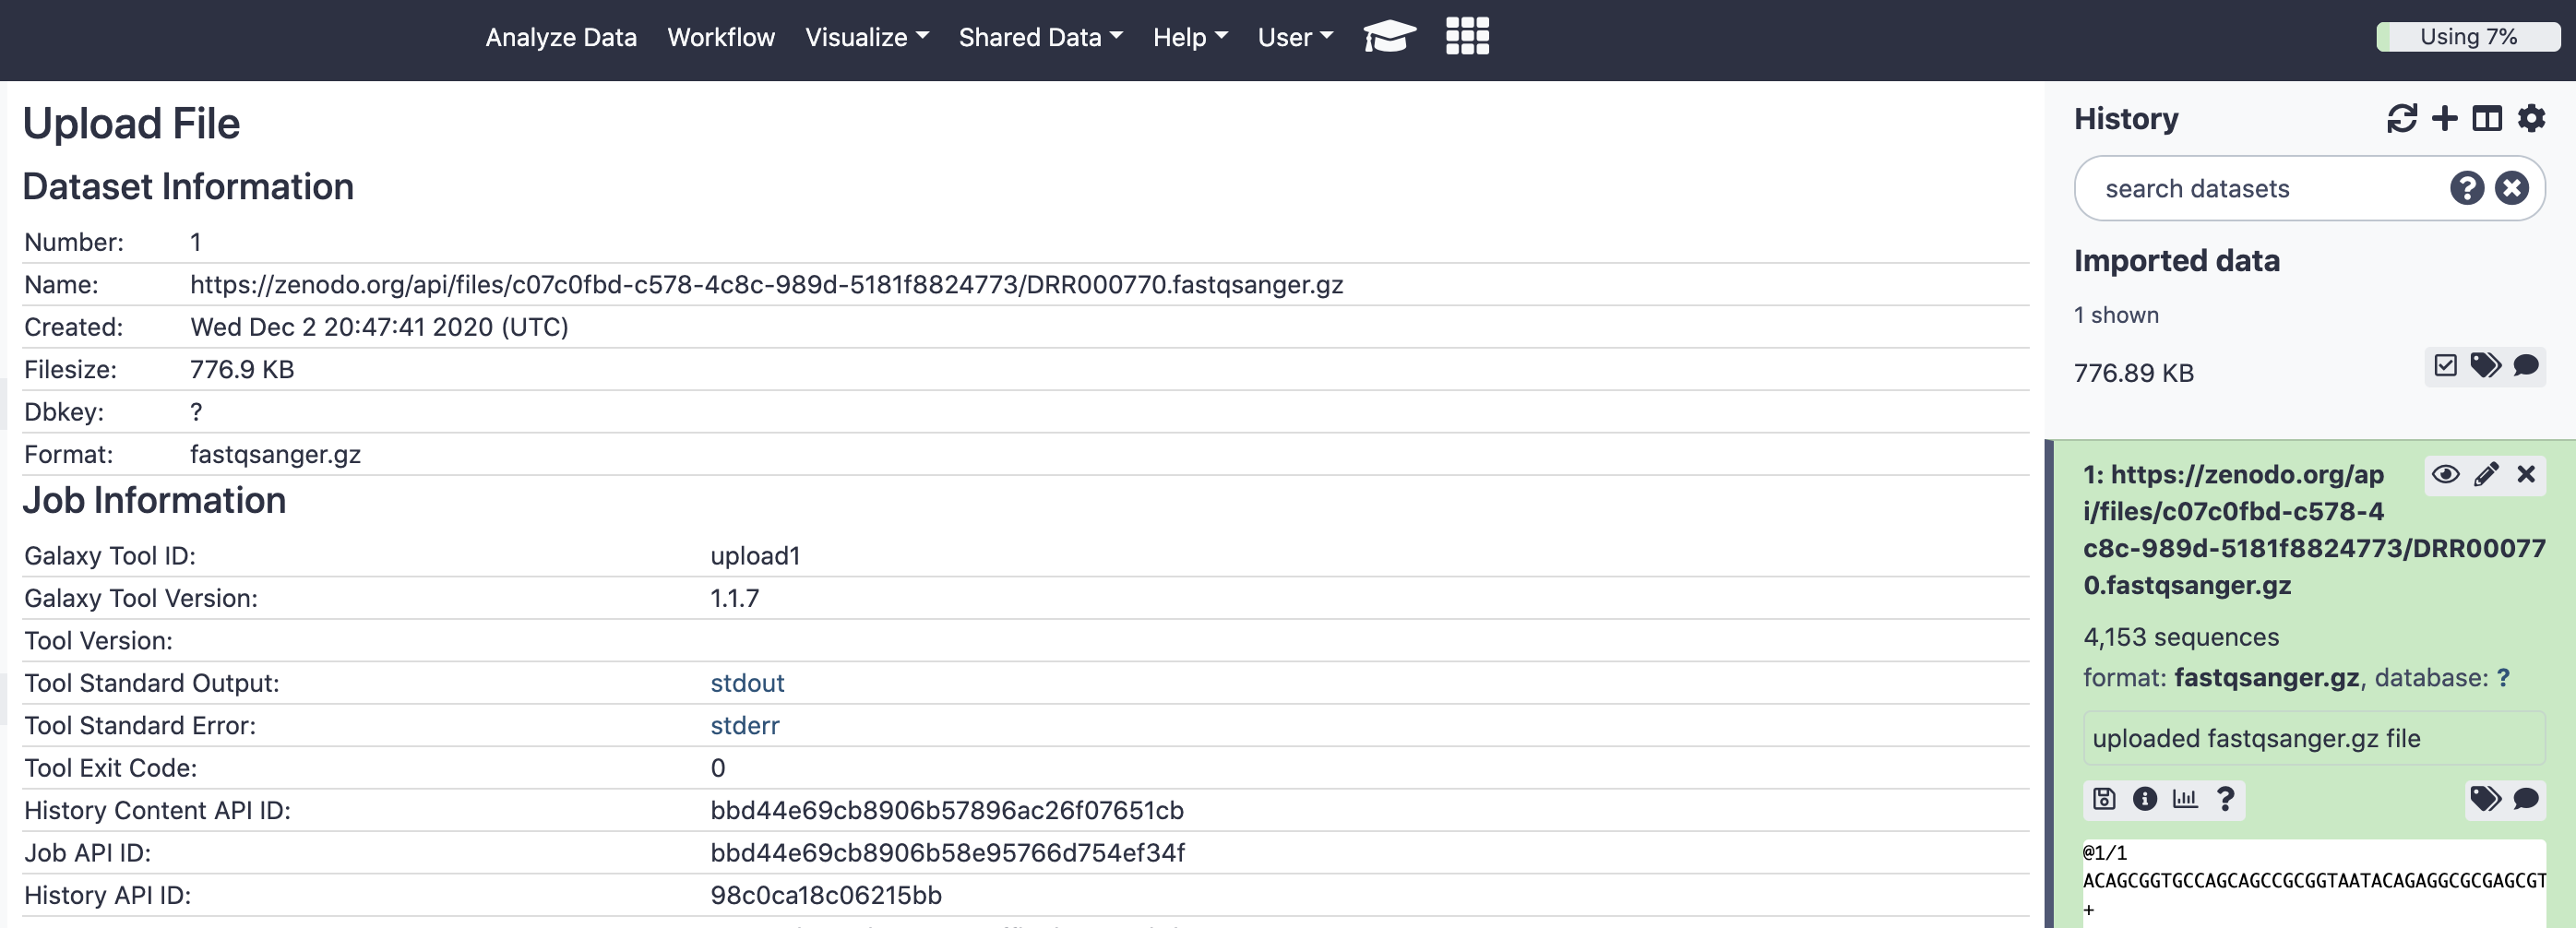 Analyze Data Workflow Visualize Shared Data Help User Using 7%
Upload File
Dataset Information
Number: 1
Name: https://zenodo.org/api/files/c07c0fbd-c578-4c8c-989d-5181f8824773/DRR000770.fastqsanger.gz
Created: Wed Dec 2 20:47:41 2020 (UTC)
Filesize: 776.9 KB
Dbkey: ?
Format: fastqsanger.gz
Job Information
Galaxy Tool ID: upload1
Galaxy Tool Version: 1.1.7
Tool Version:
Tool Standard Output: stdout
Tool Standard Error: stderr
Tool Exit Code: 0
History Content API ID: bbd44e69cb8906b57896ac26f07651cb
Job API ID: bbd44e69cb8906b58e95766d754ef34f
History API ID: 98c0ca18c06215bb
History
search datasets
Imported data
1 shown
776.89 KB
1: https://zenodo.org/ap
i/files/c07c0fbd-c578-4
c8c-989d-5181f8824773/DRR00077
0.fastqsanger.gz
4,153 sequences
format: fastqsanger.gz, database: ?
uploaded fastqsanger.gz file
@1/1
ACAGCGGTGCCAGCAGCCGCGGTAATACAGAGGCGCGAGCGT
+